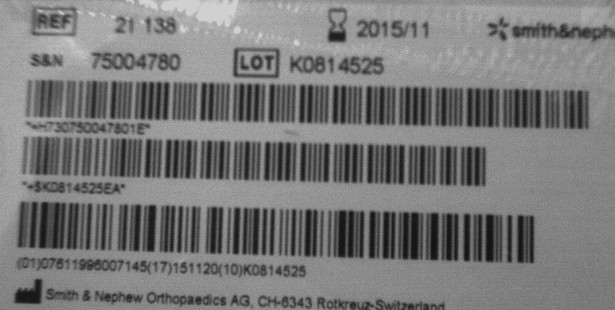 REF 21 138 2015/11 smith&neph
S&N 75004780 LOT K0814525
*+H730750047801E*
*+$K0814525EA*
(01)07611996007145(17)151120(10)K0814525
Smith & Nephew Orthopaedics AG, CH-6343 Rotkreuz-Switzerland